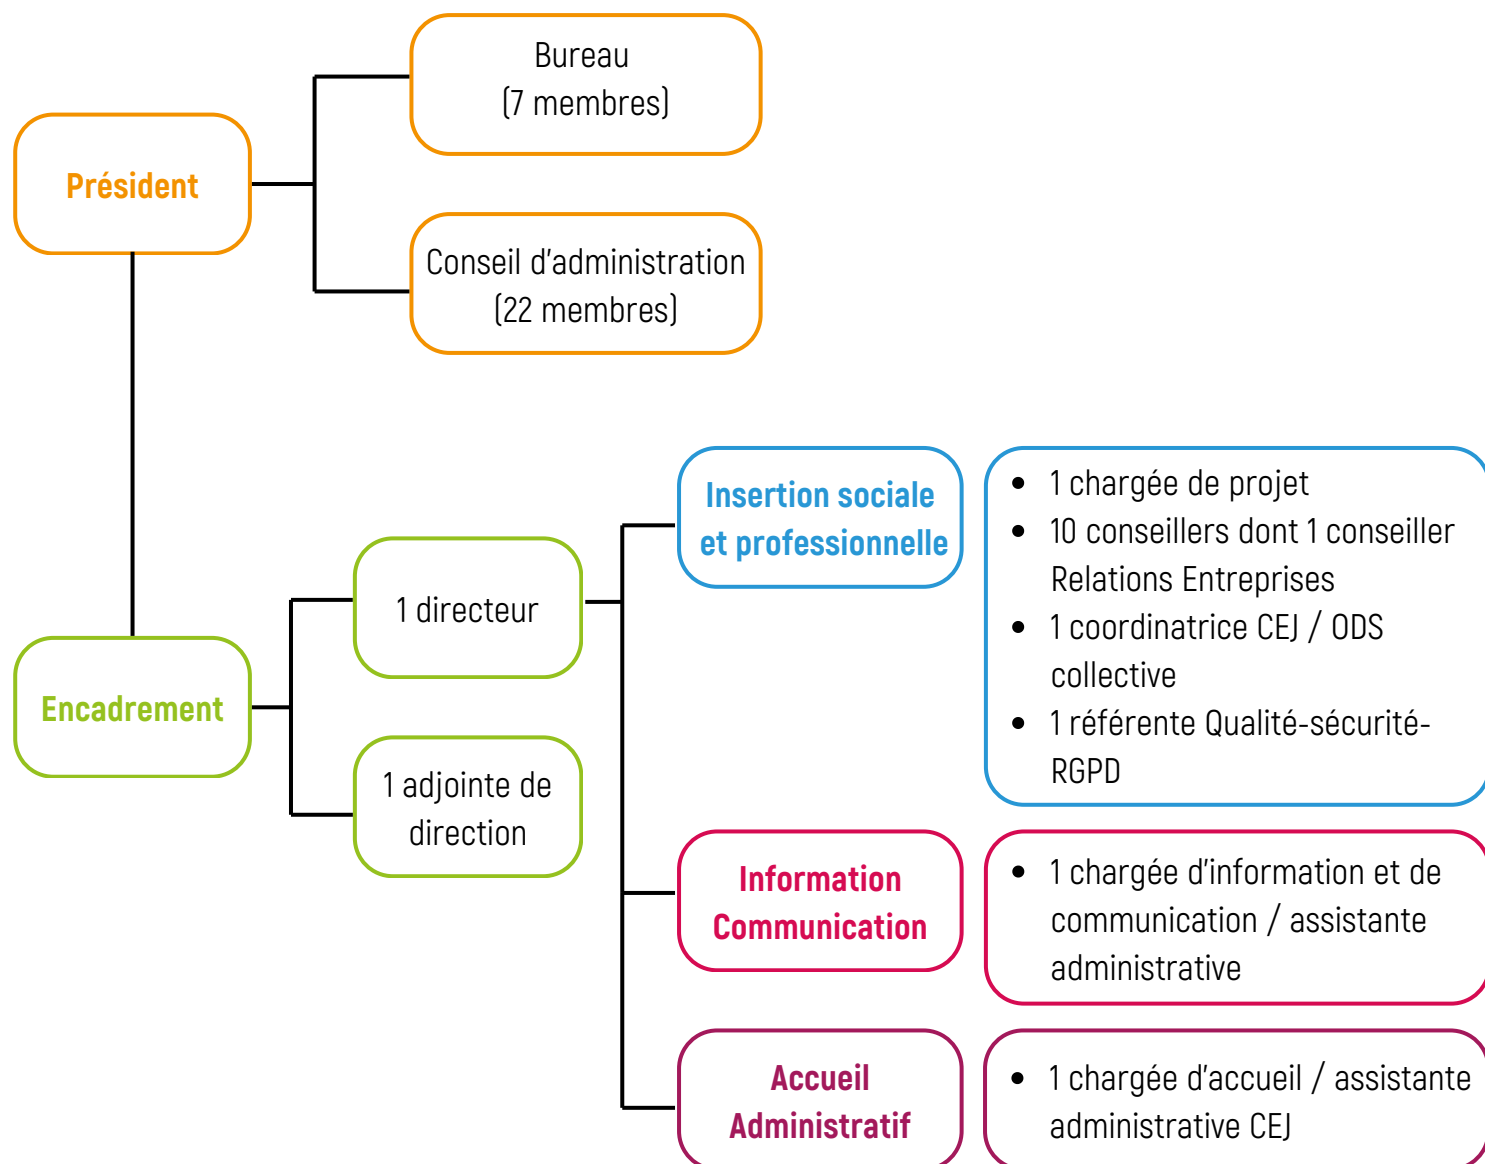 Bureau
(7 membres)
Président
Conseil d'administration
(22 membres)
Insertion sociale
et professionnelle
• 1 chargée de projet
• 10 conseillers dont 1 conseiller
Relations Entreprises
• 1 coordinatrice CEJ / ODS
collective
• 1 référente Qualité-sécurité-
RGPD
1 directeur
Encadrement
1 adjointe de
direction
Information
Communication
• 1 chargée d'information et de
communication / assistante
administrative
Accueil
Administratif
• 1 chargée d'accueil / assistante
administrative CEJ